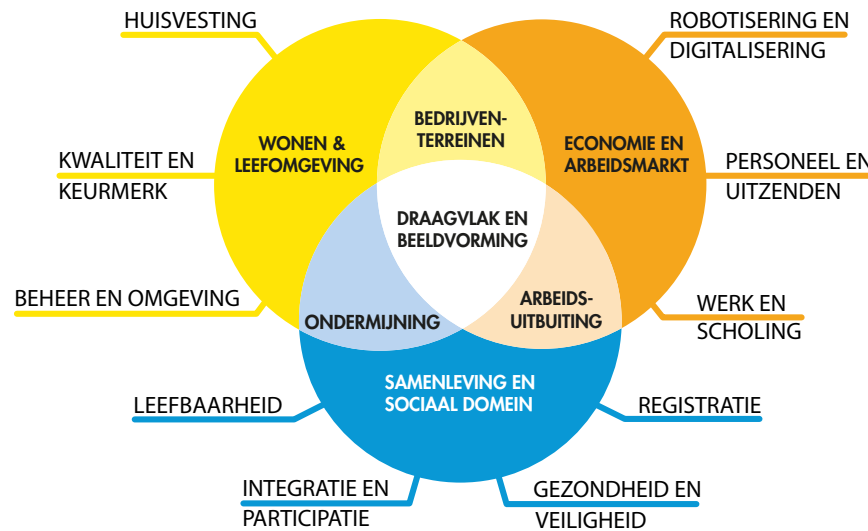 HUISVESTING
ROBOTISERING EN
DIGITALISERING
BEDRIJVEN-
TERREINEN
WONEN &
LEEFOMGEVING
ECONOMIE EN
ARBEIDSMARKT
KWALITEIT EN
KEURMERK
PERSONEEL EN
UITZENDEN
DRAAGVLAK EN
BEELDVORMING
BEHEER EN OMGEVING
ONDERMIJNING
ARBEIDS-
UITBUITING
WERK EN
SCHOLING
SAMENLEVING EN
SOCIAAL DOMEIN
LEEFBAARHEID
REGISTRATIE
INTEGRATIE EN
PARTICIPATIE
GEZONDHEID EN
VEILIGHEID